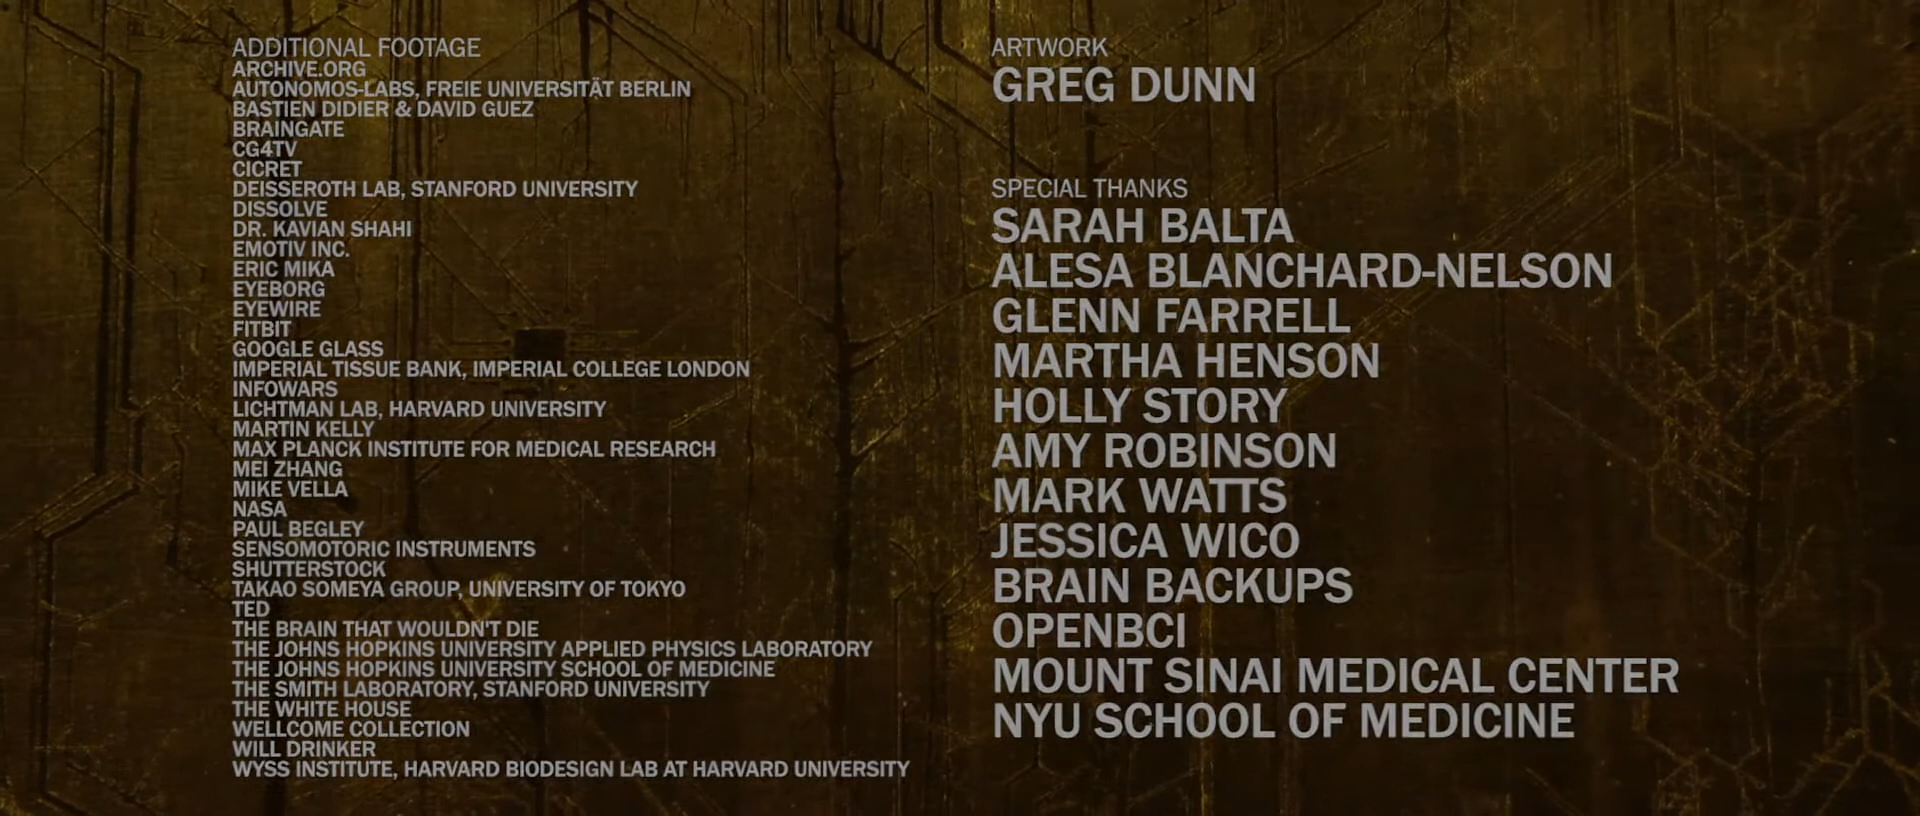 ADDITIONAL FOOTAGE
ARCHIVE.ORG
AUTONOMOS-LABS, FREIE UNIVERSITÄT BERLIN
BASTIEN DIDIER & DAVID GUEZ
BRAINGATE
CG4TV
CICRET
DEISSEROTH LAB, STANFORD UNIVERSITY
DISSOLVE
DR. KAVIAN SHAHI
EMOTIV INC.
ERIC MIKA
EYEBORG
EYEWIRE
FITBIT
GOOGLE GLASS
IMPERIAL TISSUE BANK, IMPERIAL COLLEGE LONDON
INFOWARS
LICHTMAN LAB, HARVARD UNIVERSITY
MARTIN KELLY
MAX PLANCK INSTITUTE FOR MEDICAL RESEARCH
MEI ZHANG
MIKE VELLA
NASA
PAUL BEGLEY
SENSOMOTORIC INSTRUMENTS
SHUTTERSTOCK
TAKAO SOMEYA GROUP, UNIVERSITY OF TOKYO
TED
THE BRAIN THAT WOULDN'T DIE
THE JOHNS HOPKINS UNIVERSITY APPLIED PHYSICS LABORATORY
THE JOHNS HOPKINS UNIVERSITY SCHOOL OF MEDICINE
THE SMITH LABORATORY, STANFORD UNIVERSITY
THE WHITE HOUSE
WELLCOME COLLECTION
WILL DRINKER
WYSS INSTITUTE, HARVARD BIODESIGN LAB AT HARVARD UNIVERSITY
ARTWORK
GREG DUNN
SPECIAL THANKS
SARAH BALTA
ALESA BLANCHARD-NELSON
GLENN FARRELL
MARTHA HENSON
HOLLY STORY
AMY ROBINSON
MARK WATTS
JESSICA WICO
BRAIN BACKUPS
OPENBCI
MOUNT SINAI MEDICAL CENTER
NYU SCHOOL OF MEDICINE